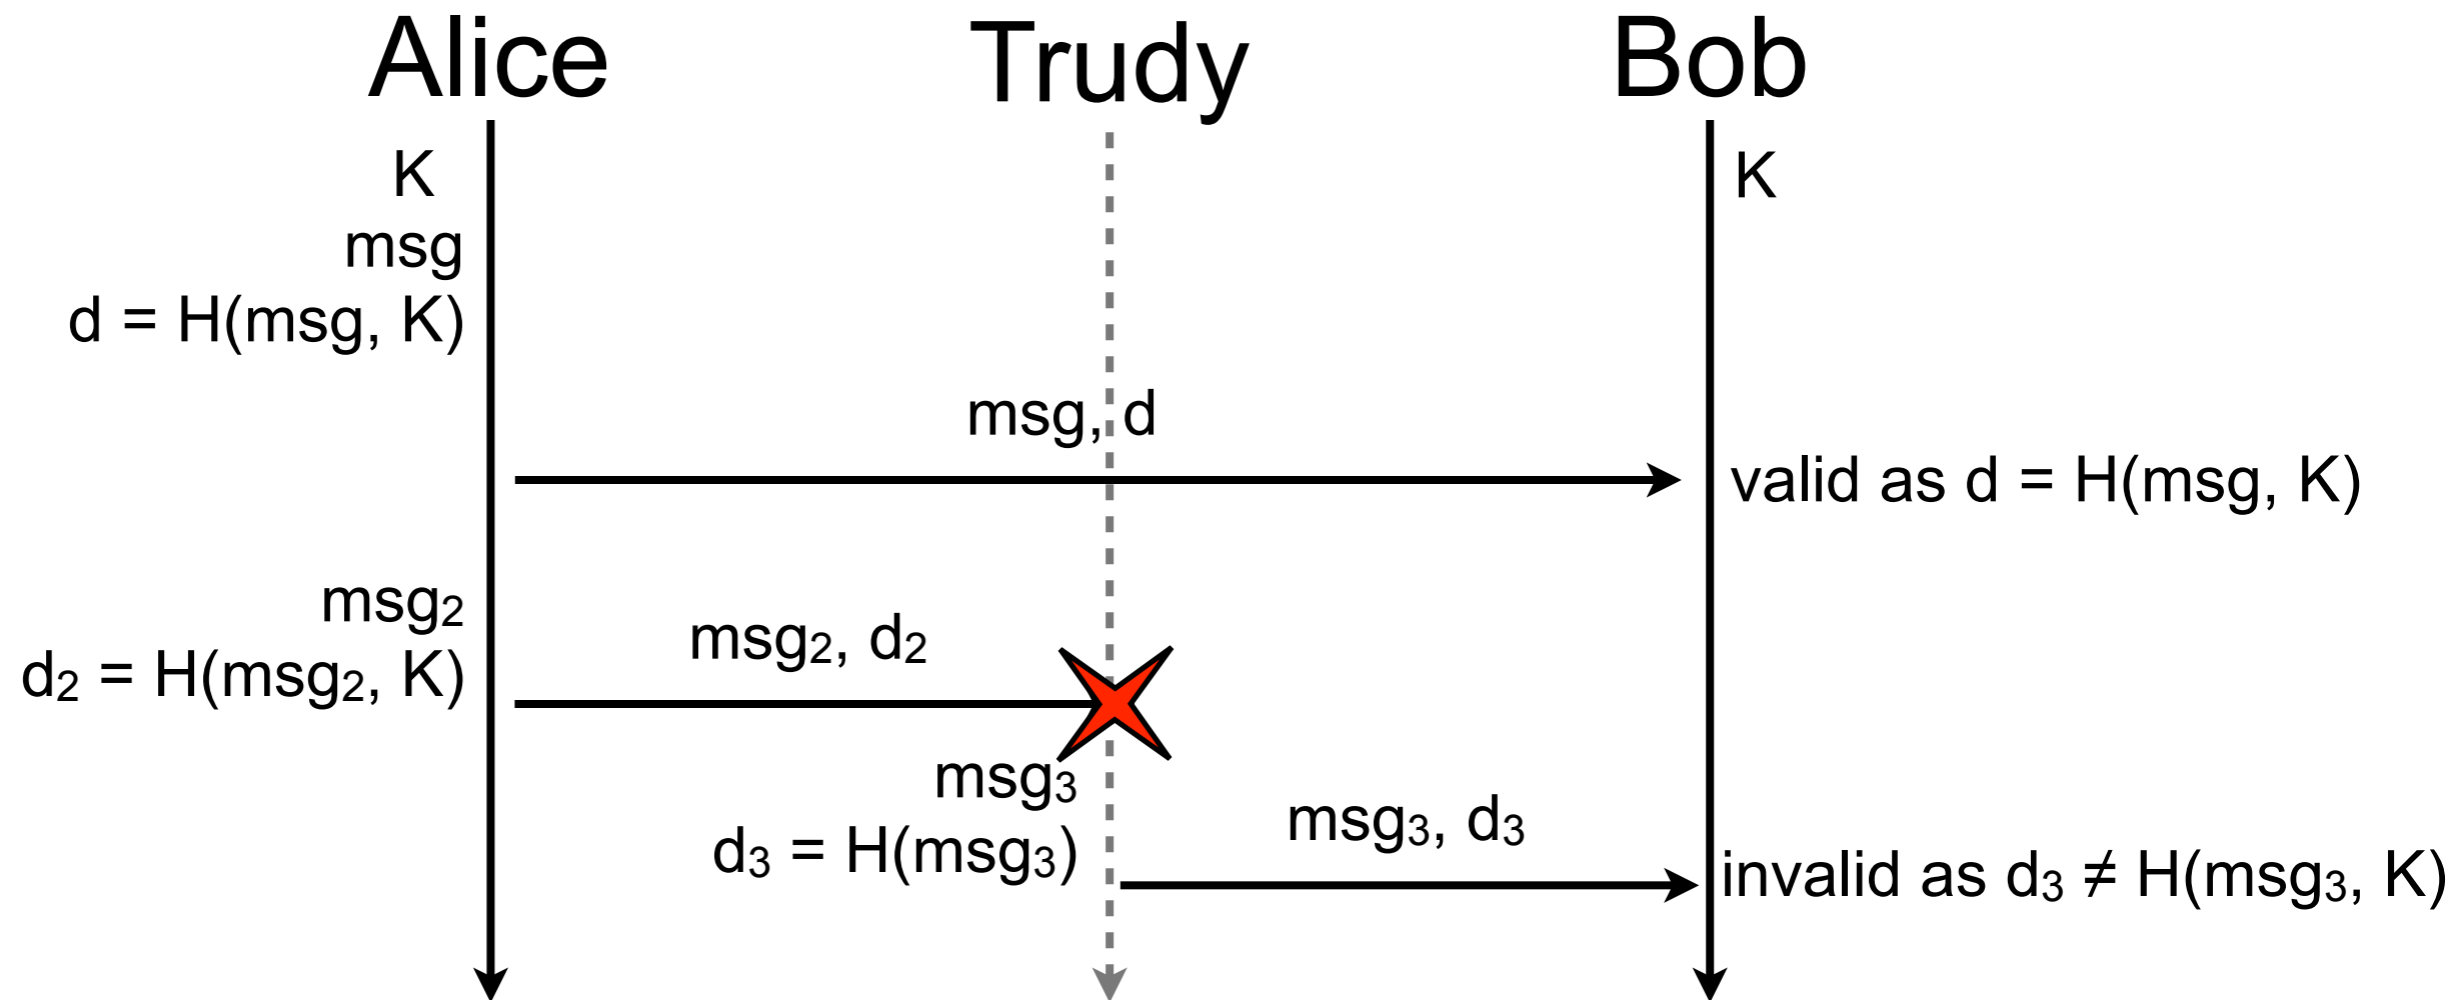 Alice
Trudy
Bob
K
K
msg
d = H(msg, K)
msg, d
valid as d = H(msg, K)
msg₂
d₂ = H(msg₂, K)
msg₂, d₂
msg₃
d₃ = H(msg₃)
msg₃, d₃
invalid as d₃ ≠ H(msg₃, K)